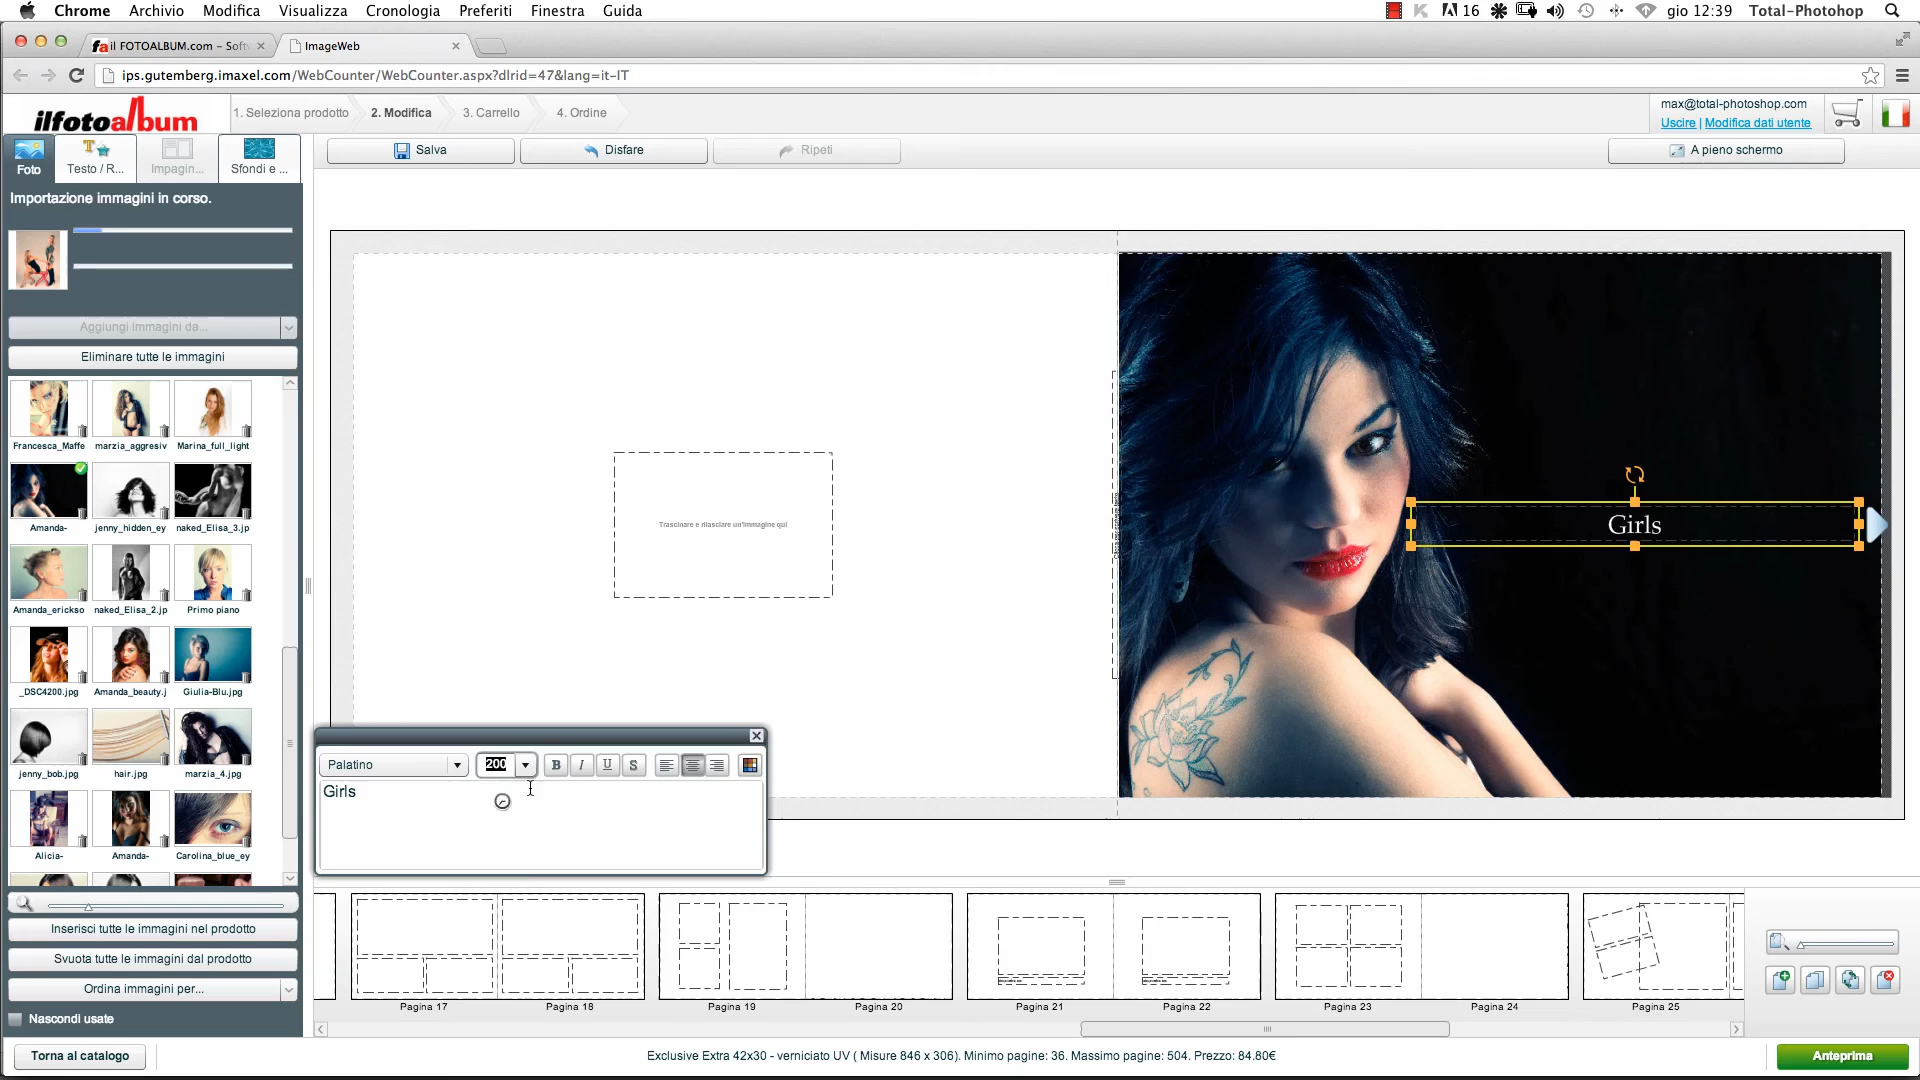 Chrome Archivio Modifica Visualizza Cronologia Preferiti Finestra Guida
16 gio 12:39 Total-Photohop
il FOTOALBUM.com – Soft
ImageWeb
ips.gutemberg.imaxel.com/WebCounter/WebCounter.aspx?dlrid=47&lang=it-IT
ilfotoalbum
1. Seleziona prodotto
2. Modifica
3. Carrello
4. Ordine
max@total-photoshop.com
Uscire | Modifica dati utente
Foto
Testo / R...
Impagin...
Sfondi e ...
Salva
Disfare
Ripeti
A pieno schermo
Importazione immagini in corso.
Aggiungi immagini da...
Eliminare tutte le immagini
Francesca_Maffe marzia_aggresiv Marina_full_light
Amanda- jenny_hidden_ey naked_Elisa_3.jp
Amanda_erickso naked_Elisa_2.jp Primo piano
_DSC4200.jpg Amanda_beauty.j Giulia-Blu.jpg
jenny_bob.jpg hair.jpg marzia_4.jpg
Alicia- Amanda- Carolina_blue_ey
Inserisci tutte le immagini nel prodotto
Svuota tutte le immagini dal prodotto
Ordina immagini per...
Nascondi usate
Torna al catalogo
Trascinare e rilasciare un'immagine qui
Girls
Palatino 200 B I U S
Girls
Pagina 17 Pagina 18 Pagina 19 Pagina 20 Pagina 21 Pagina 22 Pagina 23 Pagina 24 Pagina 25
Exclusive Extra 42x30 - verniciato UV ( Misure 846 x 306). Minimo pagine: 36. Massimo pagine: 504. Prezzo: 84.80€
Anteprima